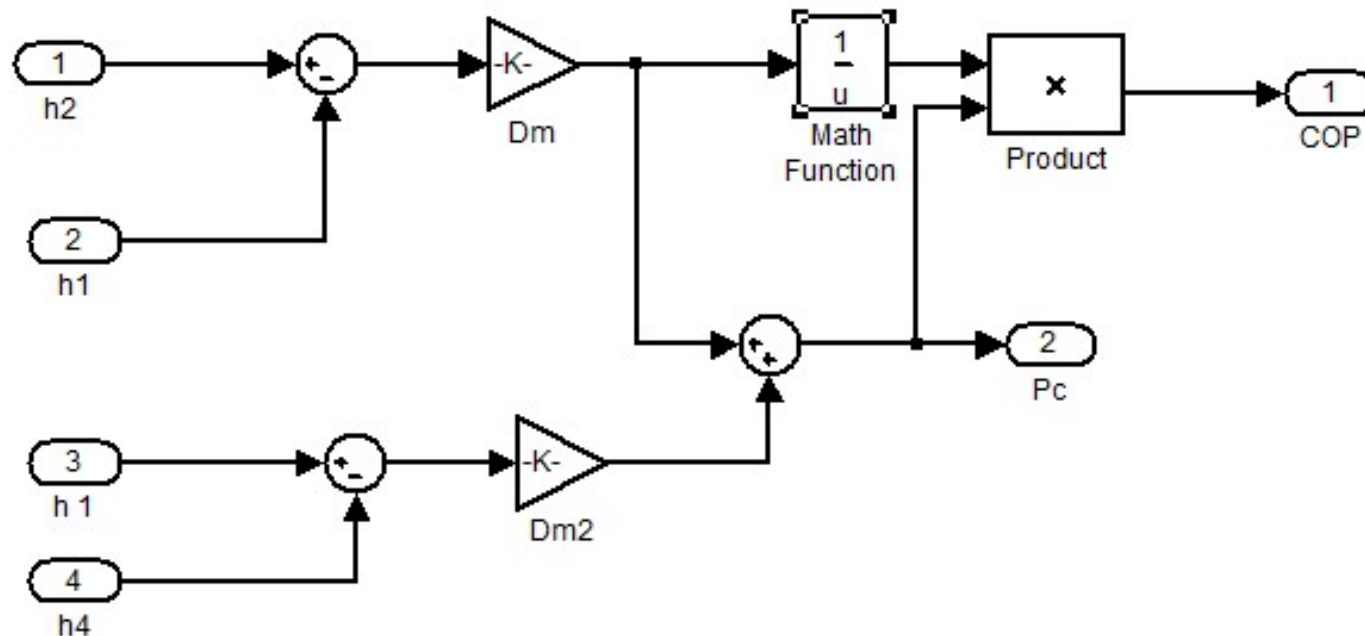 1
h2
+
-
-K-
Dm
1
u
Math
Function
×
Product
1
COP
2
h1
+
+
2
Pc
3
h 1
+
-
-K-
Dm2
4
h4